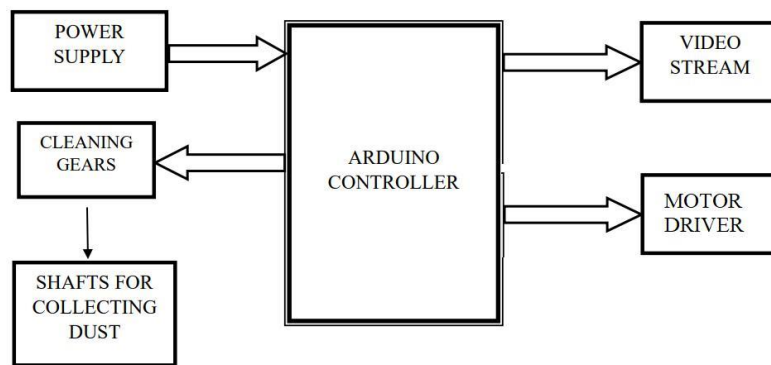 POWER
SUPPLY
VIDEO
STREAM
CLEANING
GEARS
ARDUINO
CONTROLLER
MOTOR
DRIVER
SHAFTS FOR
COLLECTING
DUST